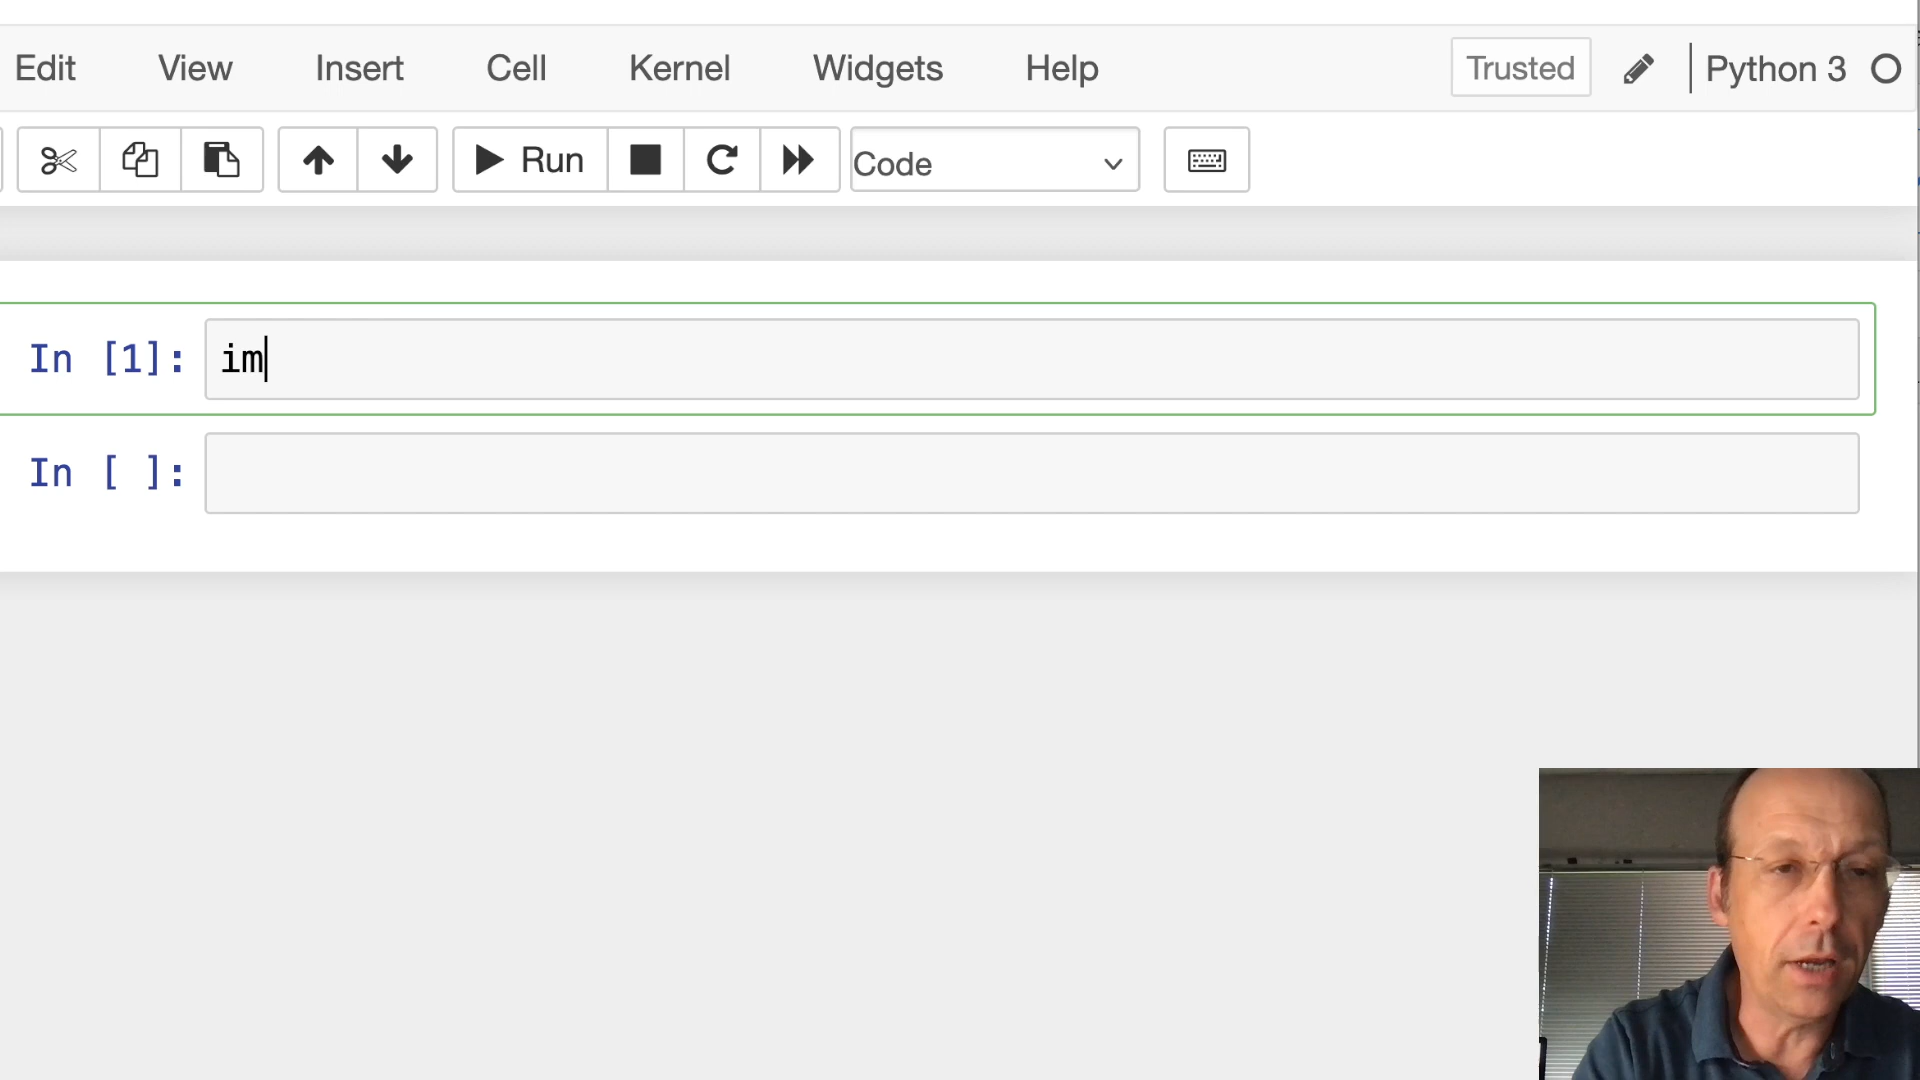 Edit View Insert Cell Kernel Widgets Help Trusted Python 3
Run Code
In [1]: im
In [ ]: